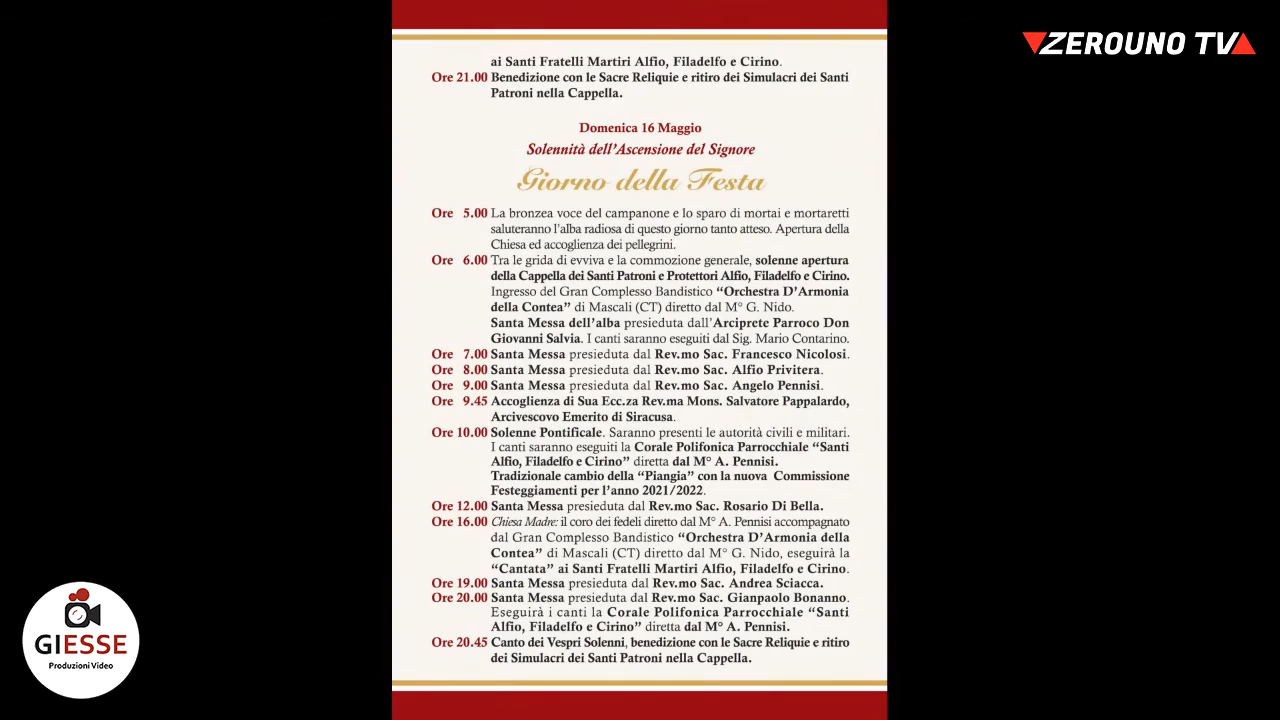 ZEROUNO TV
ai Santi Fratelli Martiri Alfio, Filadelfo e Cirino.
Ore 21.00 Benedizione con le Sacre Reliquie e ritiro dei Simulacri dei Santi
Patroni nella Cappella.
Domenica 16 Maggio
Solennità dell'Ascensione del Signore
Giorno della Festa
Ore 5.00 La bronzea voce del campanone e lo sparo di mortai e mortaretti
saluteranno l'alba radiosa di questo giorno tanto atteso. Apertura della
Chiesa ed accoglienza dei pellegrini.
Ore 6.00 Tra le grida di evviva e la commozione generale, solenne apertura
della Cappella dei Santi Patroni e Protettori Alfio, Filadelfo e Cirino.
Ingresso del Gran Complesso Bandistico “Orchestra D'Armonia
della Contea” di Mascali (CT) diretto dal M° G. Nido.
Santa Messa dell'alba presieduta dall'Arciprete Parroco Don
Giovanni Salvia. I canti saranno eseguiti dal Sig. Mario Contarino.
Ore 7.00 Santa Messa presieduta dal Rev.mo Sac. Francesco Nicolosi.
Ore 8.00 Santa Messa presieduta dal Rev.mo Sac. Alfio Privitera.
Ore 9.00 Santa Messa presieduta dal Rev.mo Sac. Angelo Pennisi.
Ore 9.45 Accoglienza di Sua Ecc.za Rev.ma Mons. Salvatore Pappalardo,
Arcivescovo Emerito di Siracusa.
Ore 10.00 Solenne Pontificale. Saranno presenti le autorità civili e militari.
I canti saranno eseguiti la Corale Polifonica Parrocchiale “Santi
Alfio, Filadelfo e Cirino” diretta dal M° A. Pennisi.
Tradizionale cambio della “Piangia” con la nuova Commissione
Festeggiamenti per l'anno 2021/2022.
Ore 12.00 Santa Messa presieduta dal Rev.mo Sac. Rosario Di Bella.
Ore 16.00 Chiesa Madre: il coro dei fedeli diretto dal M° A. Pennisi accompagnato
dal Gran Complesso Bandistico “Orchestra D'Armonia della
Contea” di Mascali (CT) diretto dal M° G. Nido, eseguirà la
“Cantata” ai Santi Fratelli Martiri Alfio, Filadelfo e Cirino.
Ore 19.00 Santa Messa presieduta dal Rev.mo Sac. Andrea Sciacca.
Ore 20.00 Santa Messa presieduta dal Rev.mo Sac. Gianpaolo Bonanno.
Eseguirà i canti la Corale Polifonica Parrocchiale “Santi
Alfio, Filadelfo e Cirino” diretta dal M° A. Pennisi.
Ore 20.45 Canto dei Vespri Solenni, benedizione con le Sacre Reliquie e ritiro
dei Simulacri dei Santi Patroni nella Cappella.
GIESSE
Produzioni Video